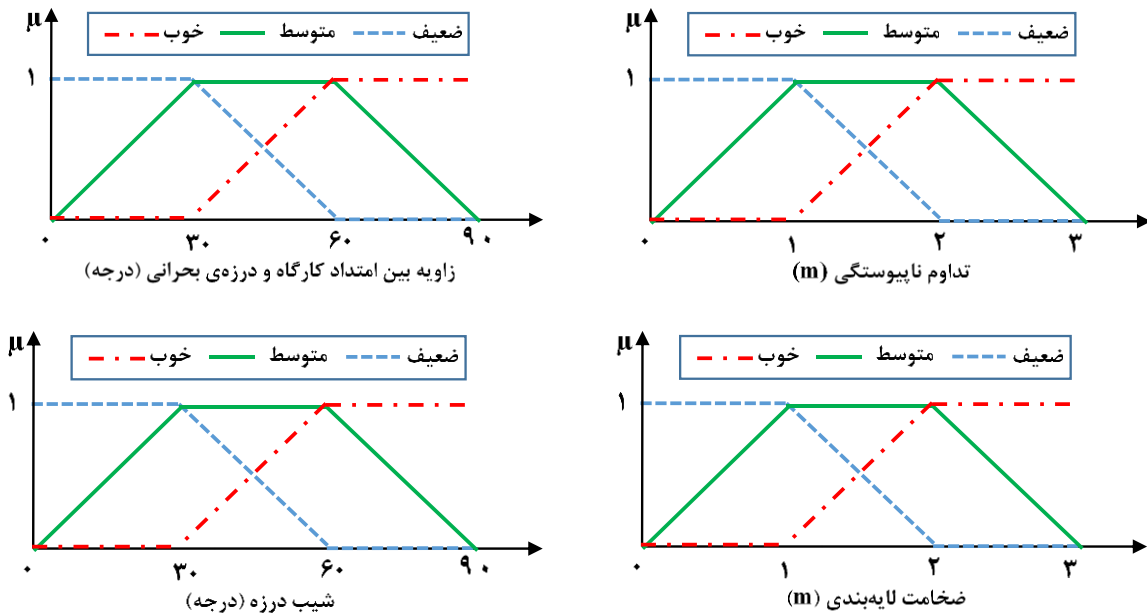 μ
خوب متوسط ضعیف
۱
۰ ۳۰ ۶۰ ۹۰
زاویه بین امتداد کارگاه و درزه‌ی بحرانی (درجه)
μ
خوب متوسط ضعیف
۱
۰ ۱ ۲ ۳
تداوم ناپیوستگی (m)
μ
خوب متوسط ضعیف
۱
۰ ۳۰ ۶۰ ۹۰
شیب درزه (درجه)
μ
خوب متوسط ضعیف
۱
۰ ۱ ۲ ۳
ضخامت لایه‌بندی (m)